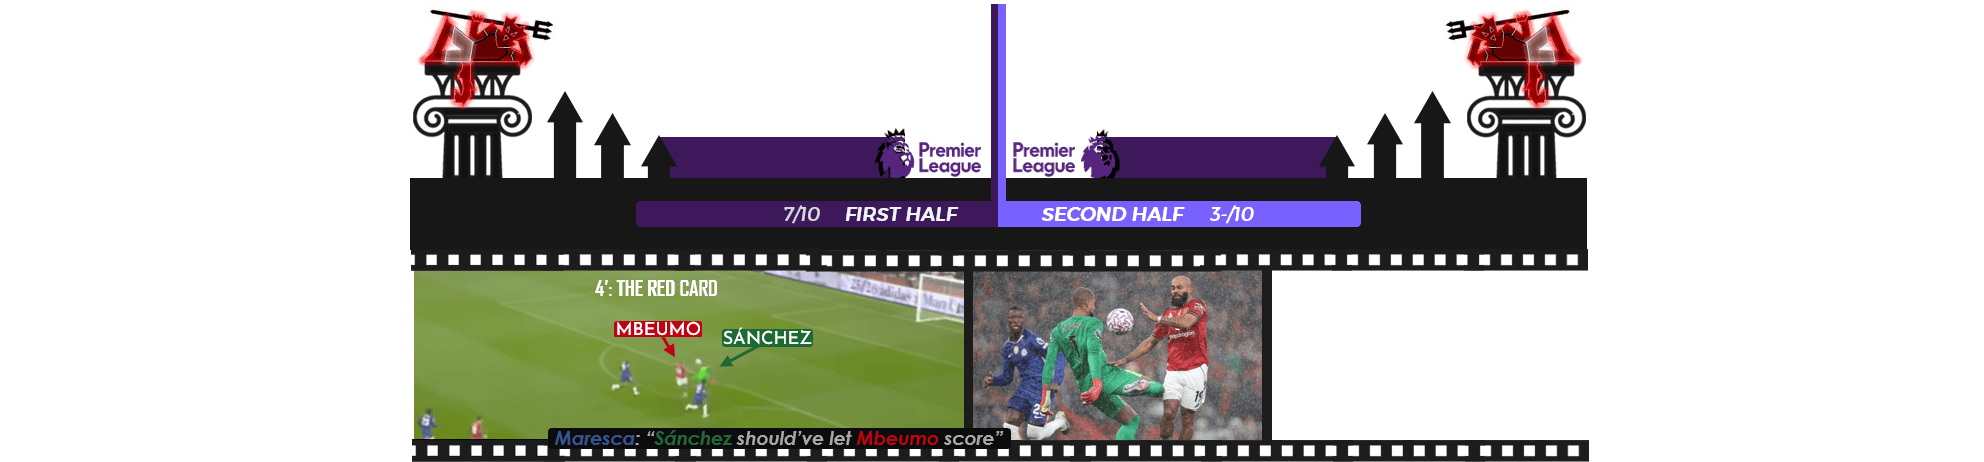 Premier
League
Premier
League
7/10 FIRST HALF
SECOND HALF 3-/10
4': THE RED CARD
MBEUMO
SÁNCHEZ
Maresca: “Sánchez should’ve let Mbeumo score”